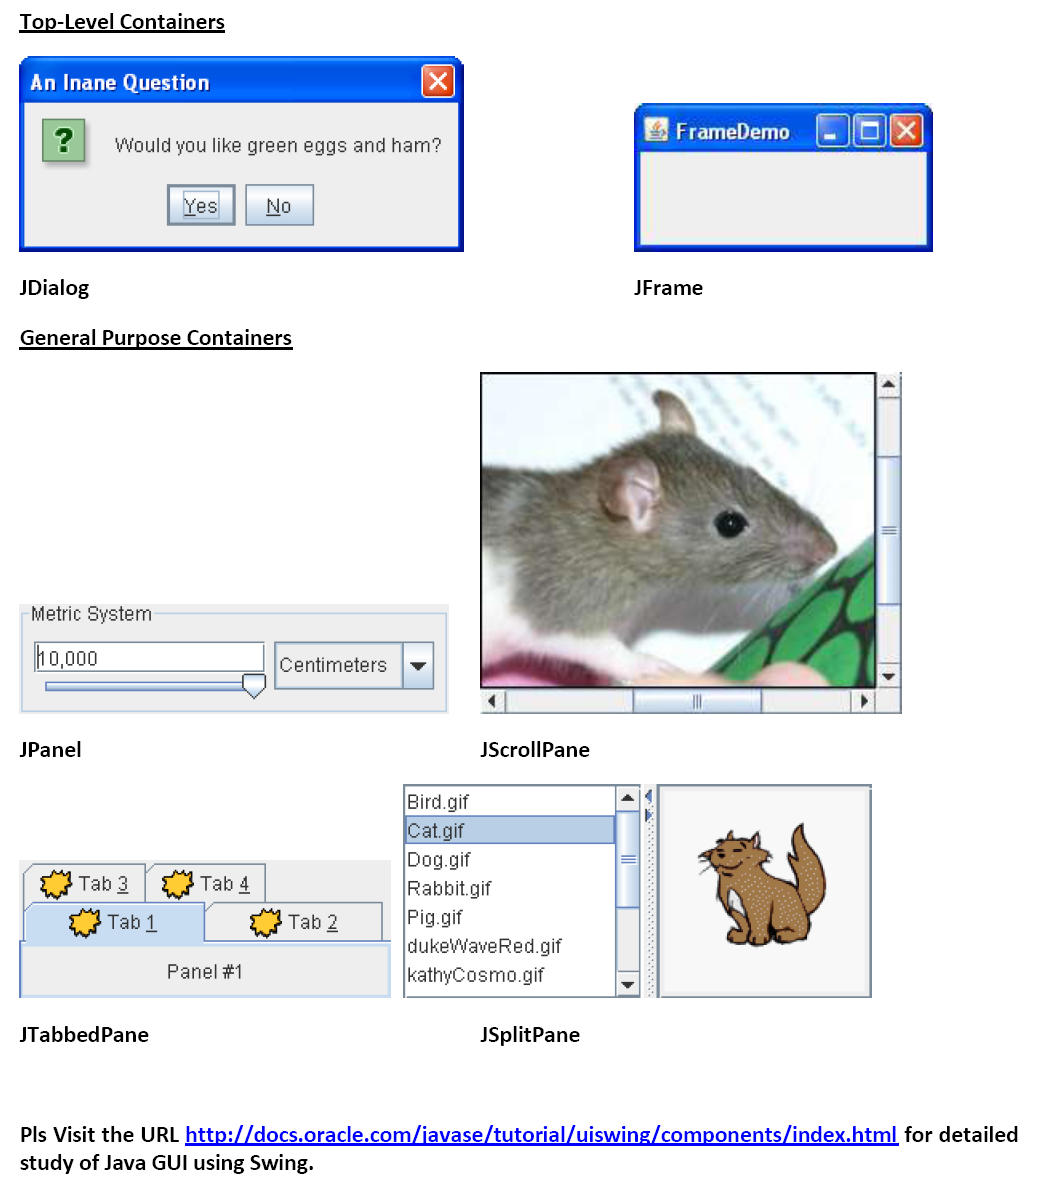 Top-Level Containers
An Inane Question
Would you like green eggs and ham?
Yes
No
FrameDemo
JDialog
JFrame
General Purpose Containers
Metric System
10,000
Centimeters
JPanel
JScrollPane
Tab 3
Tab 4
Tab 1
Tab 2
Panel #1
Bird.gif
Cat.gif
Dog.gif
Rabbit.gif
Pig.gif
dukeWaveRed.gif
kathyCosmo.gif
JTabbedPane
JSplitPane
Pls Visit the URL http://docs.oracle.com/javase/tutorial/uiswing/components/index.html for detailed
study of Java GUI using Swing.